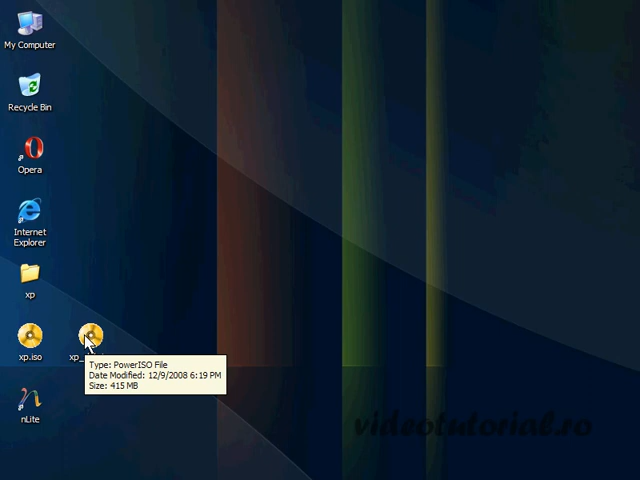 My Computer
Recycle Bin
Opera
Internet
Explorer
xp
xp.iso
nLite
Type: PowerISO File
Date Modified: 12/9/2008 6:19 PM
Size: 415 MB
videotutorial.ro